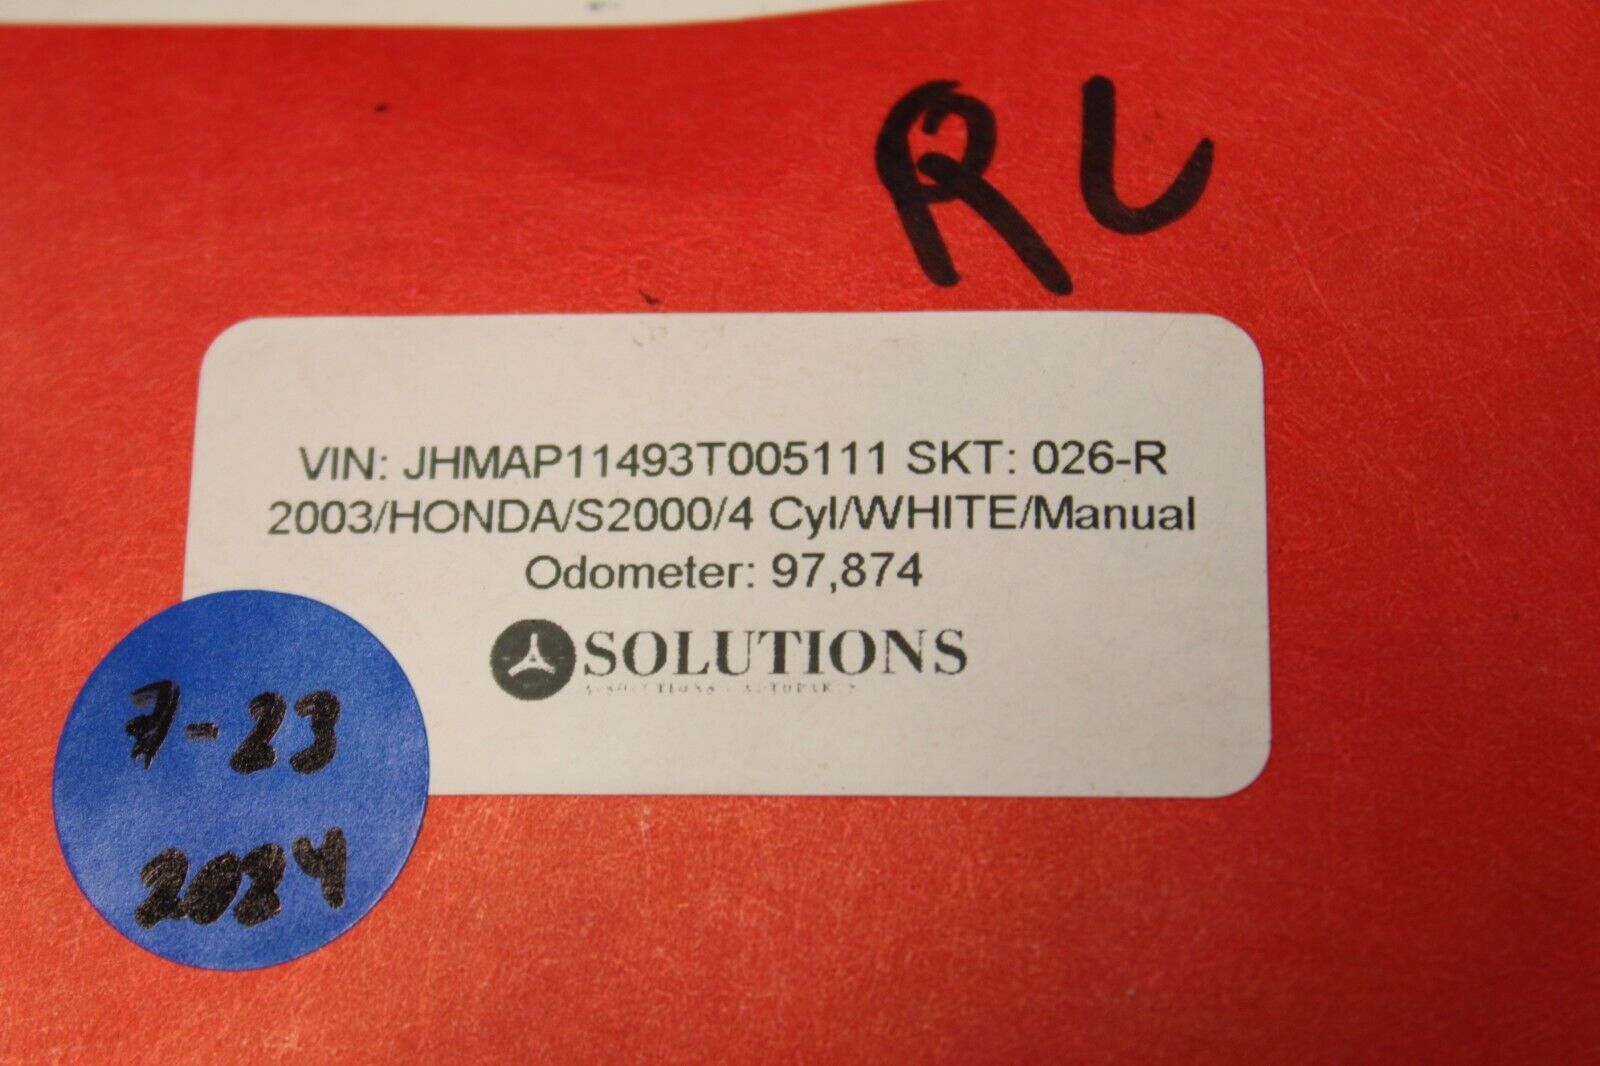 RL
VIN: JHMAP11493T005111 SKT: 026-R
2003/HONDA/S2000/4 Cyl/WHITE/Manual
Odometer: 97,874
SOLUTIONS
7-23
2024